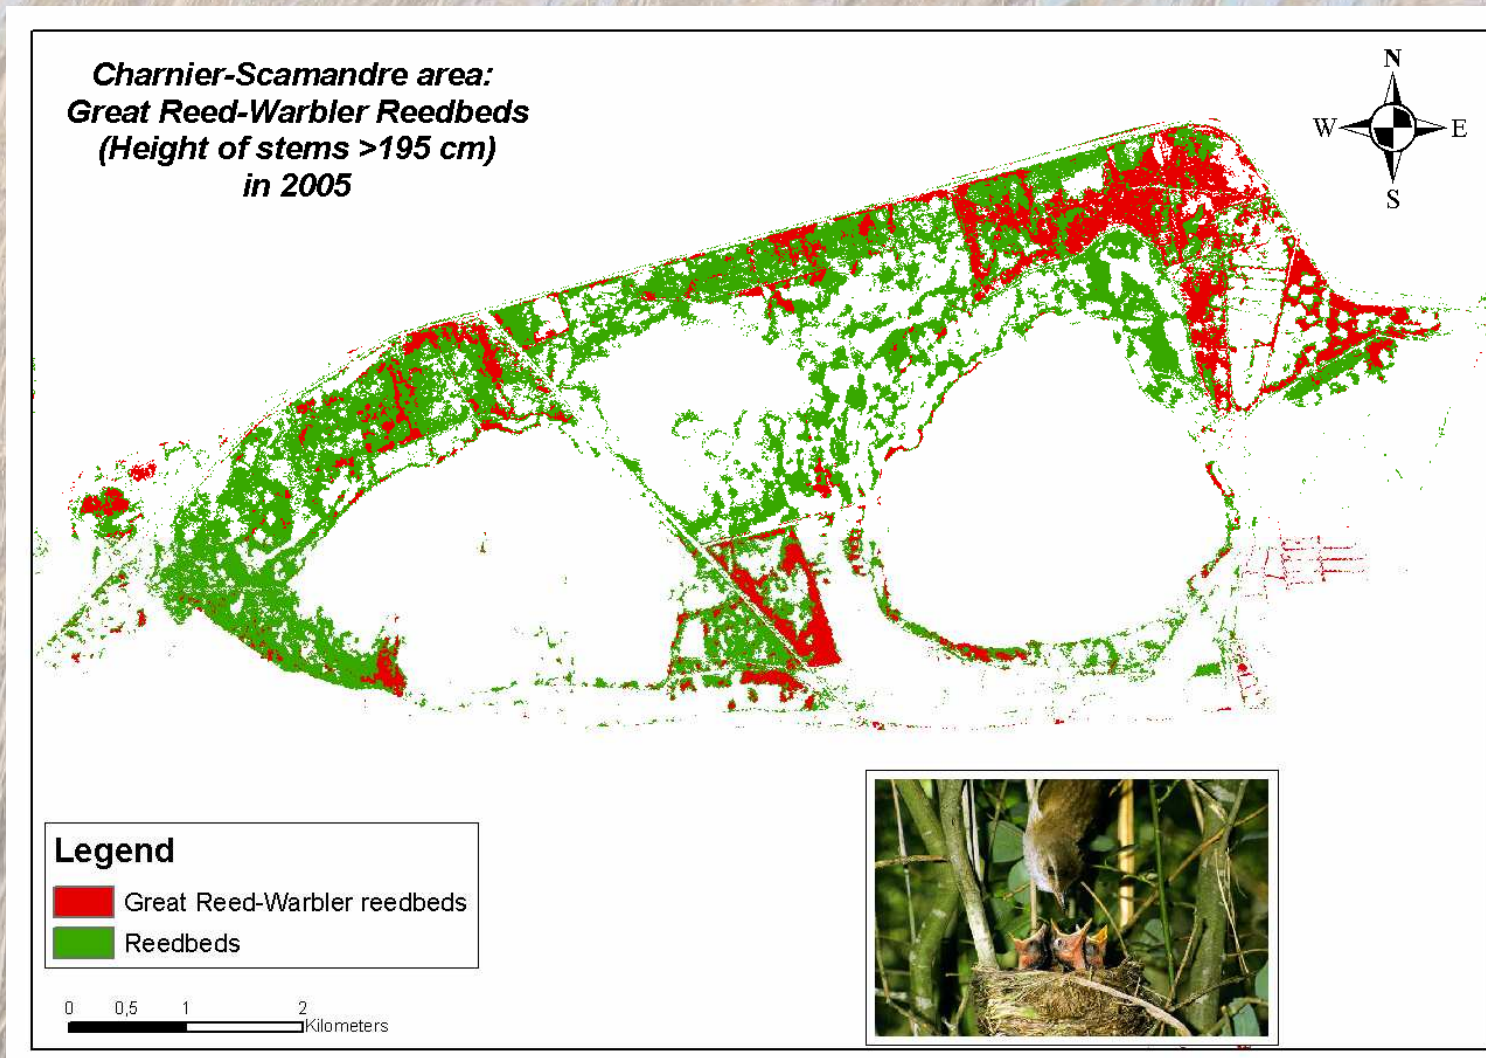 Charnier-Scamandre area:
Great Reed-Warbler Reedbeds
(Height of stems >195 cm)
in 2005
N
W E
S
Legend
Great Reed-Warbler reedbeds
Reedbeds
0 0,5 1 2
Kilometers